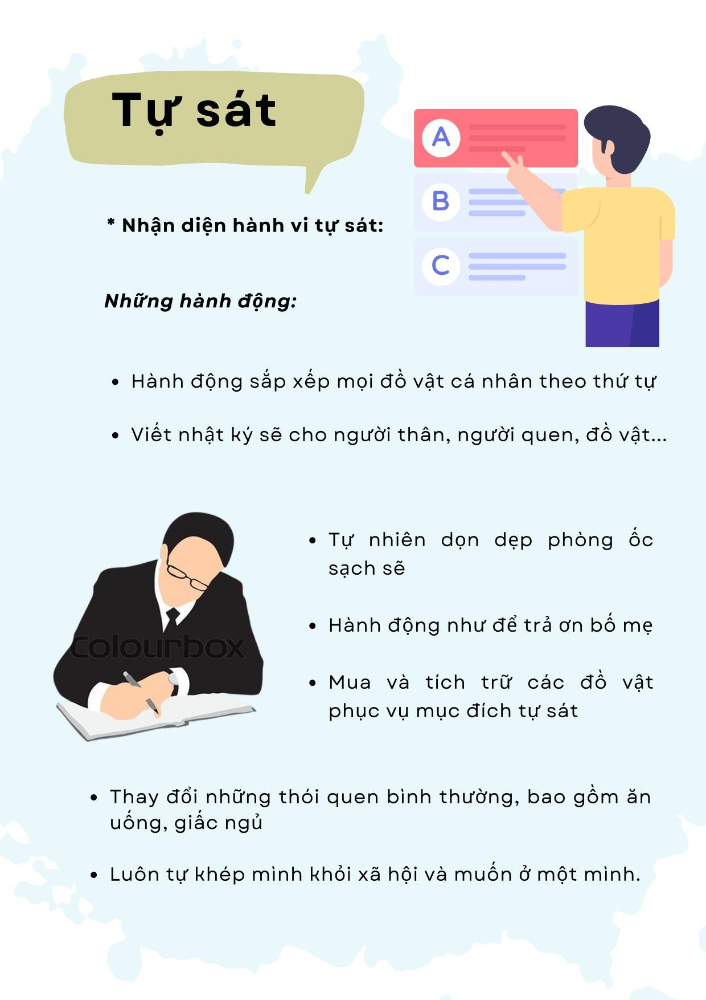 Tự sát
A
B
C
* Nhận diện hành vi tự sát:
Những hành động:
• Hành động sắp xếp mọi đồ vật cá nhân theo thứ tự
• Viết nhật ký sẽ cho người thân, người quen, đồ vật...
• Tự nhiên dọn dẹp phòng ốc
sạch sẽ
• Hành động như để trả ơn bố mẹ
Colourbox
• Mua và tích trữ các đồ vật
phục vụ mục đích tự sát
• Thay đổi những thói quen bình thường, bao gồm ăn
uống, giấc ngủ
• Luôn tự khép mình khỏi xã hội và muốn ở một mình.